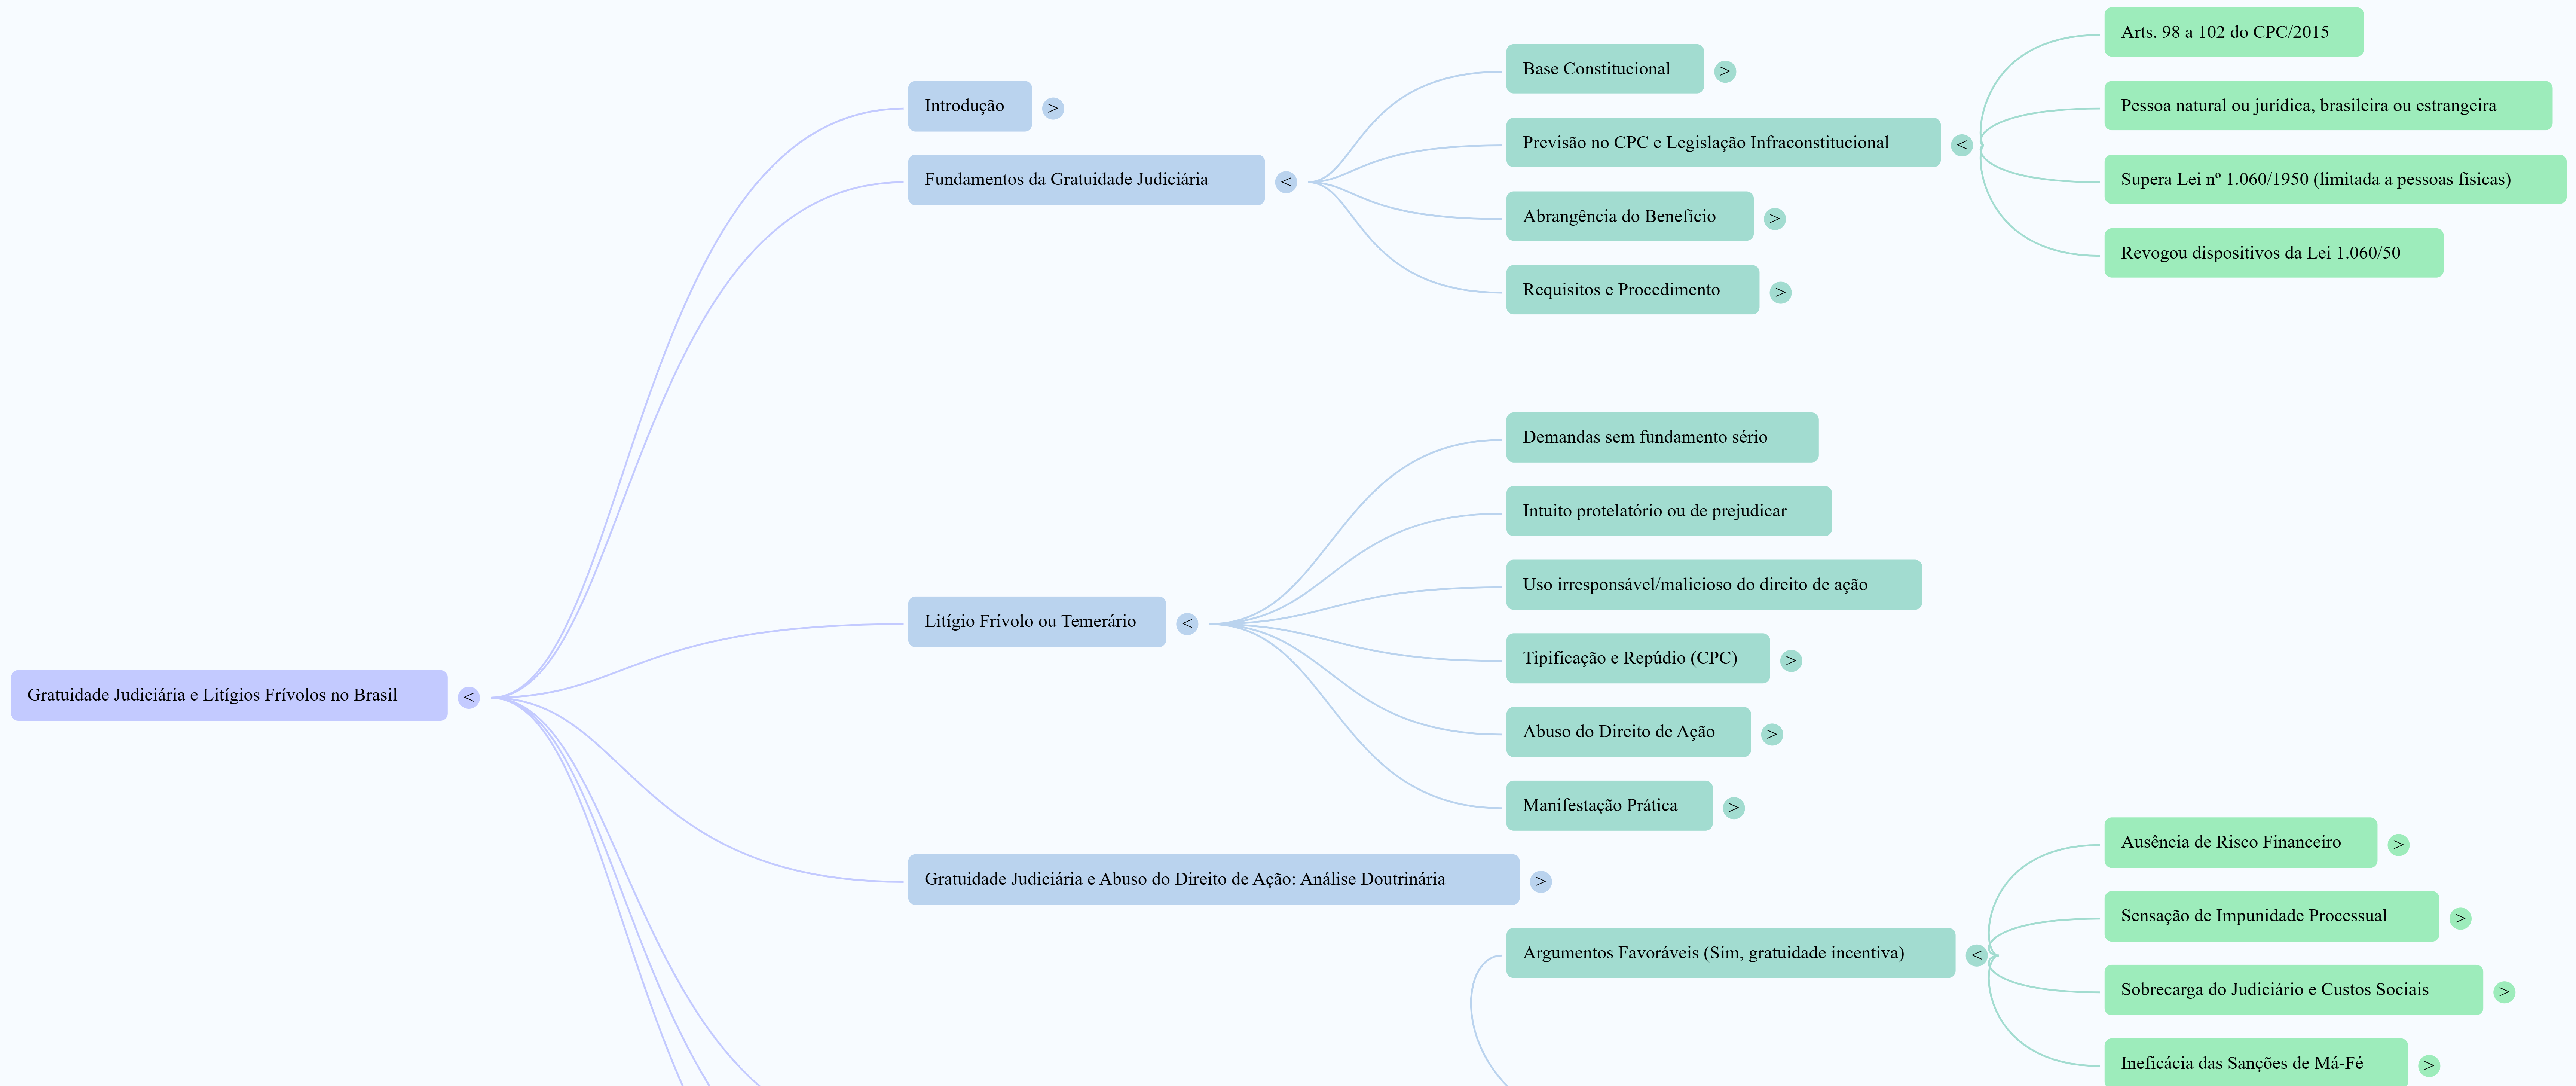 Gratuidade Judiciária e Litígios Frívolos no Brasil <
Introdução >
Fundamentos da Gratuidade Judiciária <
Base Constitucional >
Previsão no CPC e Legislação Infraconstitucional <
Arts. 98 a 102 do CPC/2015
Pessoa natural ou jurídica, brasileira ou estrangeira
Supera Lei nº 1.060/1950 (limitada a pessoas físicas)
Revogou dispositivos da Lei 1.060/50
Abrangência do Benefício >
Requisitos e Procedimento >
Litígio Frívolo ou Temerário <
Demandas sem fundamento sério
Intuito protelatório ou de prejudicar
Uso irresponsável/malicioso do direito de ação
Tipificação e Repúdio (CPC) >
Abuso do Direito de Ação >
Manifestação Prática >
Gratuidade Judiciária e Abuso do Direito de Ação: Análise Doutrinária >
Argumentos Favoráveis (Sim, gratuidade incentiva) <
Ausência de Risco Financeiro >
Sensação de Impunidade Processual >
Sobrecarga do Judiciário e Custos Sociais >
Ineficácia das Sanções de Má-Fé >